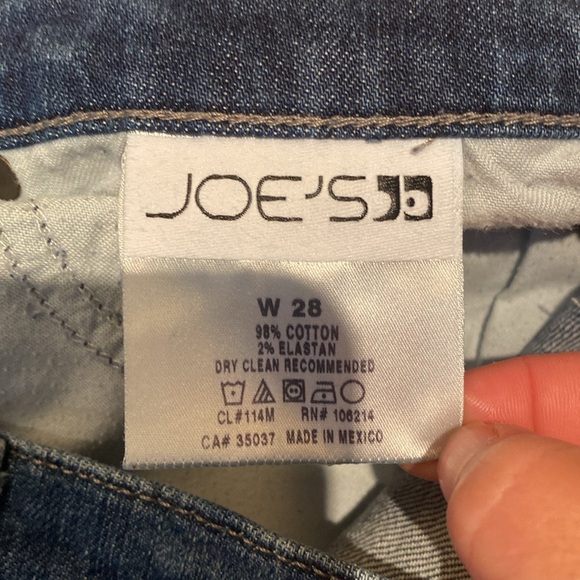 JOE'S
W 28
98% COTTON
2% ELASTAN
DRY CLEAN RECOMMENDED
CL#114M RN# 106214
CA# 35037 MADE IN MEXICO